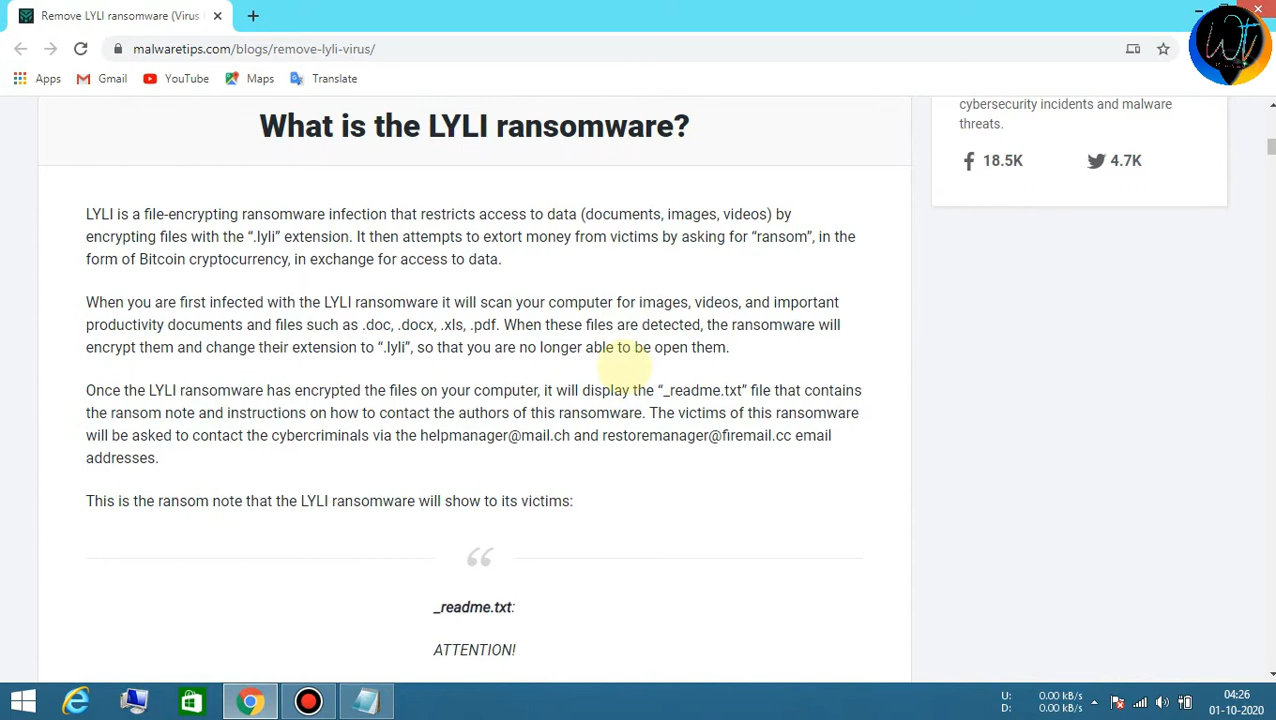 Remove LYLI ransomware (Virus
malwaretips.com/blogs/remove-lyli-virus/
Apps
Gmail
YouTube
Maps
Translate
What is the LYLI ransomware?
LYLI is a file-encrypting ransomware infection that restricts access to data (documents, images, videos) by
encrypting files with the “.lyli” extension. It then attempts to extort money from victims by asking for “ransom”, in the
form of Bitcoin cryptocurrency, in exchange for access to data.
When you are first infected with the LYLI ransomware it will scan your computer for images, videos, and important
productivity documents and files such as .doc, .docx, .xls, .pdf. When these files are detected, the ransomware will
encrypt them and change their extension to “.lyli”, so that you are no longer able to be open them.
Once the LYLI ransomware has encrypted the files on your computer, it will display the “_readme.txt” file that contains
the ransom note and instructions on how to contact the authors of this ransomware. The victims of this ransomware
will be asked to contact the cybercriminals via the helpmanager@mail.ch and restoremanager@firemail.cc email
addresses.
This is the ransom note that the LYLI ransomware will show to its victims:
“
_readme.txt:
ATTENTION!
cybersecurity incidents and malware
threats.
18.5K
4.7K
U: 0.00 kB/s
D: 0.00 kB/s
04:26
01-10-2020